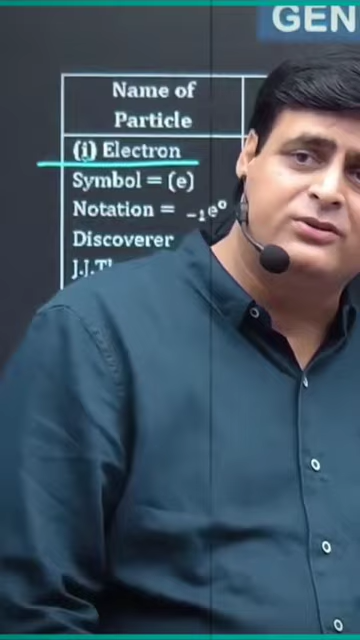 GEN
Name of
Particle
(i) Electron
Symbol = (e)
Notation = ₋₁e⁰
Discoverer